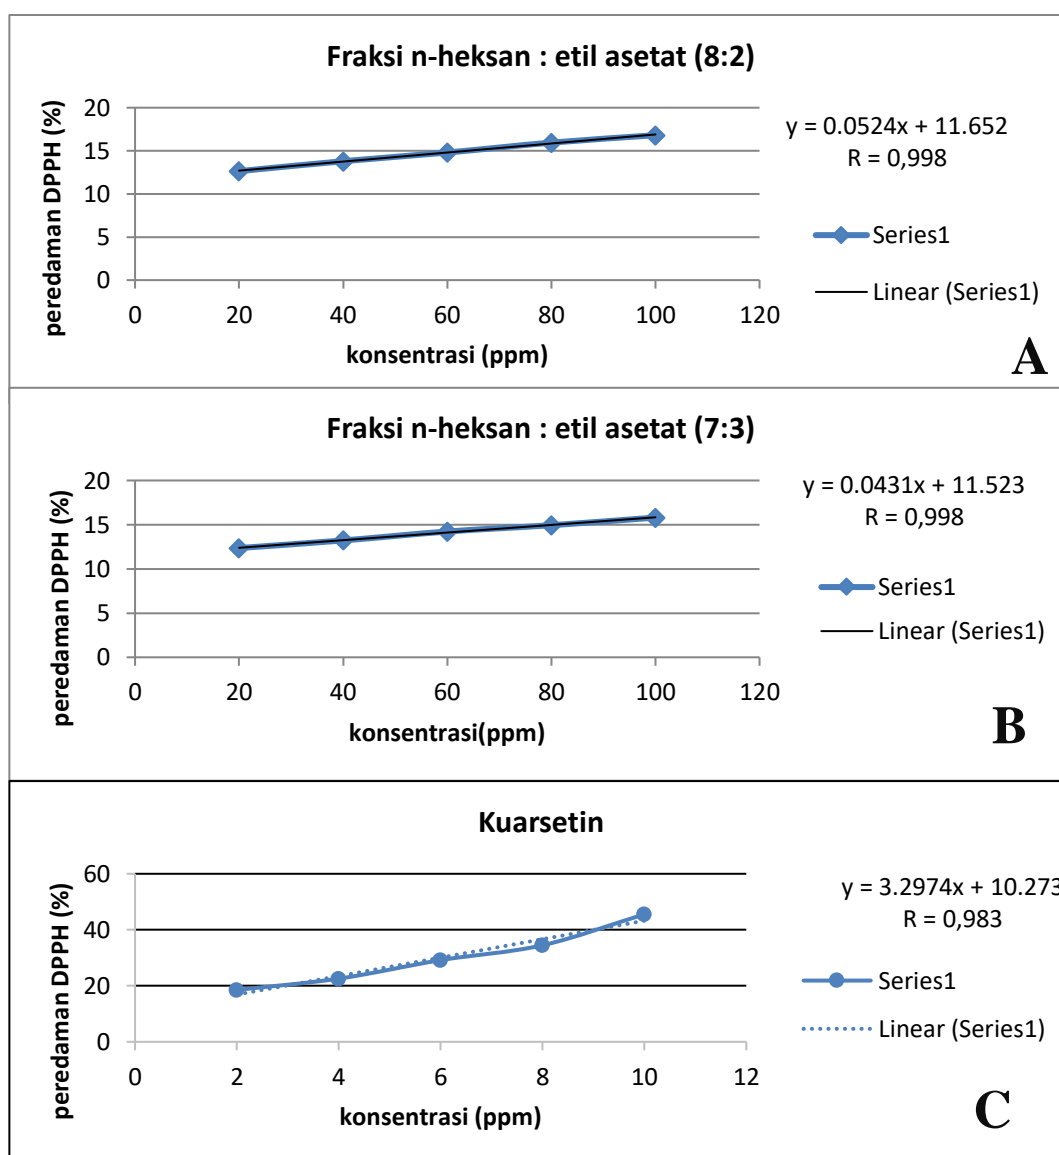 Fraksi n-heksan : etil asetat (8:2)
peredaman DPPH (%)
20
15
10
5
0
0 20 40 60 80 100 120
konsentrasi (ppm)
y = 0.0524x + 11.652
R = 0,998
Series1
Linear (Series1)
A
Fraksi n-heksan : etil asetat (7:3)
peredaman DPPH (%)
20
15
10
5
0
0 20 40 60 80 100 120
konsentrasi(ppm)
y = 0.0431x + 11.523
R = 0,998
Series1
Linear (Series1)
B
Kuarsetin
peredaman DPPH (%)
60
40
20
0
0 2 4 6 8 10 12
konsentrasi (ppm)
y = 3.2974x + 10.273
R = 0,983
Series1
Linear (Series1)
C